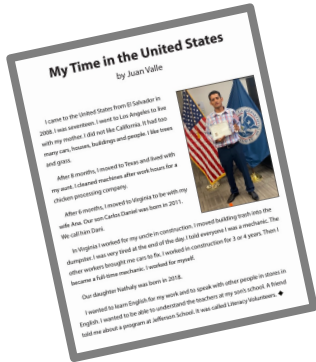 My Time in the United States
by Juan Valle
I came to the United States from El Salvador in
2008. I was seventeen. I went to Los Angeles to live
with my mother. I did not like California. It had too
many cars, houses, buildings and people. I like trees
and grass.
After 8 months, I moved to Texas and lived with
my aunt. I cleaned machines after work hours for a
chicken processing company.
After 6 months, I moved to Virginia to be with my
wife Ana. Our son Carlos Daniel was born in 2011.
We call him Dani.
In Virginia I worked for my uncle in construction. I moved building trash into the
dumpster. I was very tired at the end of the day. I told everyone I was a mechanic. The
other workers brought me cars to fix. I worked in construction for 3 or 4 years. Then I
became a full-time mechanic. I worked for myself.
Our daughter Nathaly was born in 2018.
I wanted to learn English for my work and to speak with other people in stores in
English. I wanted to be able to understand the teachers at my son's school. A friend
told me about a program at Jefferson School. It was called Literacy Volunteers.